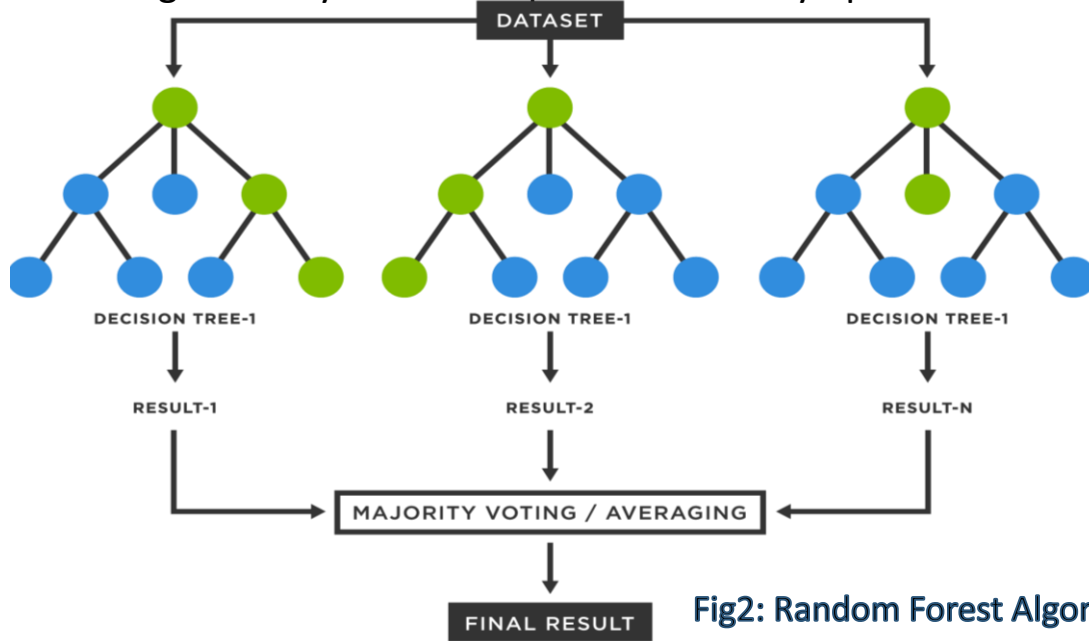 DATASET
DECISION TREE-1 DECISION TREE-1 DECISION TREE-1
RESULT-1 RESULT-2 RESULT-N
MAJORITY VOTING / AVERAGING
FINAL RESULT
Fig2: Random Forest Algor